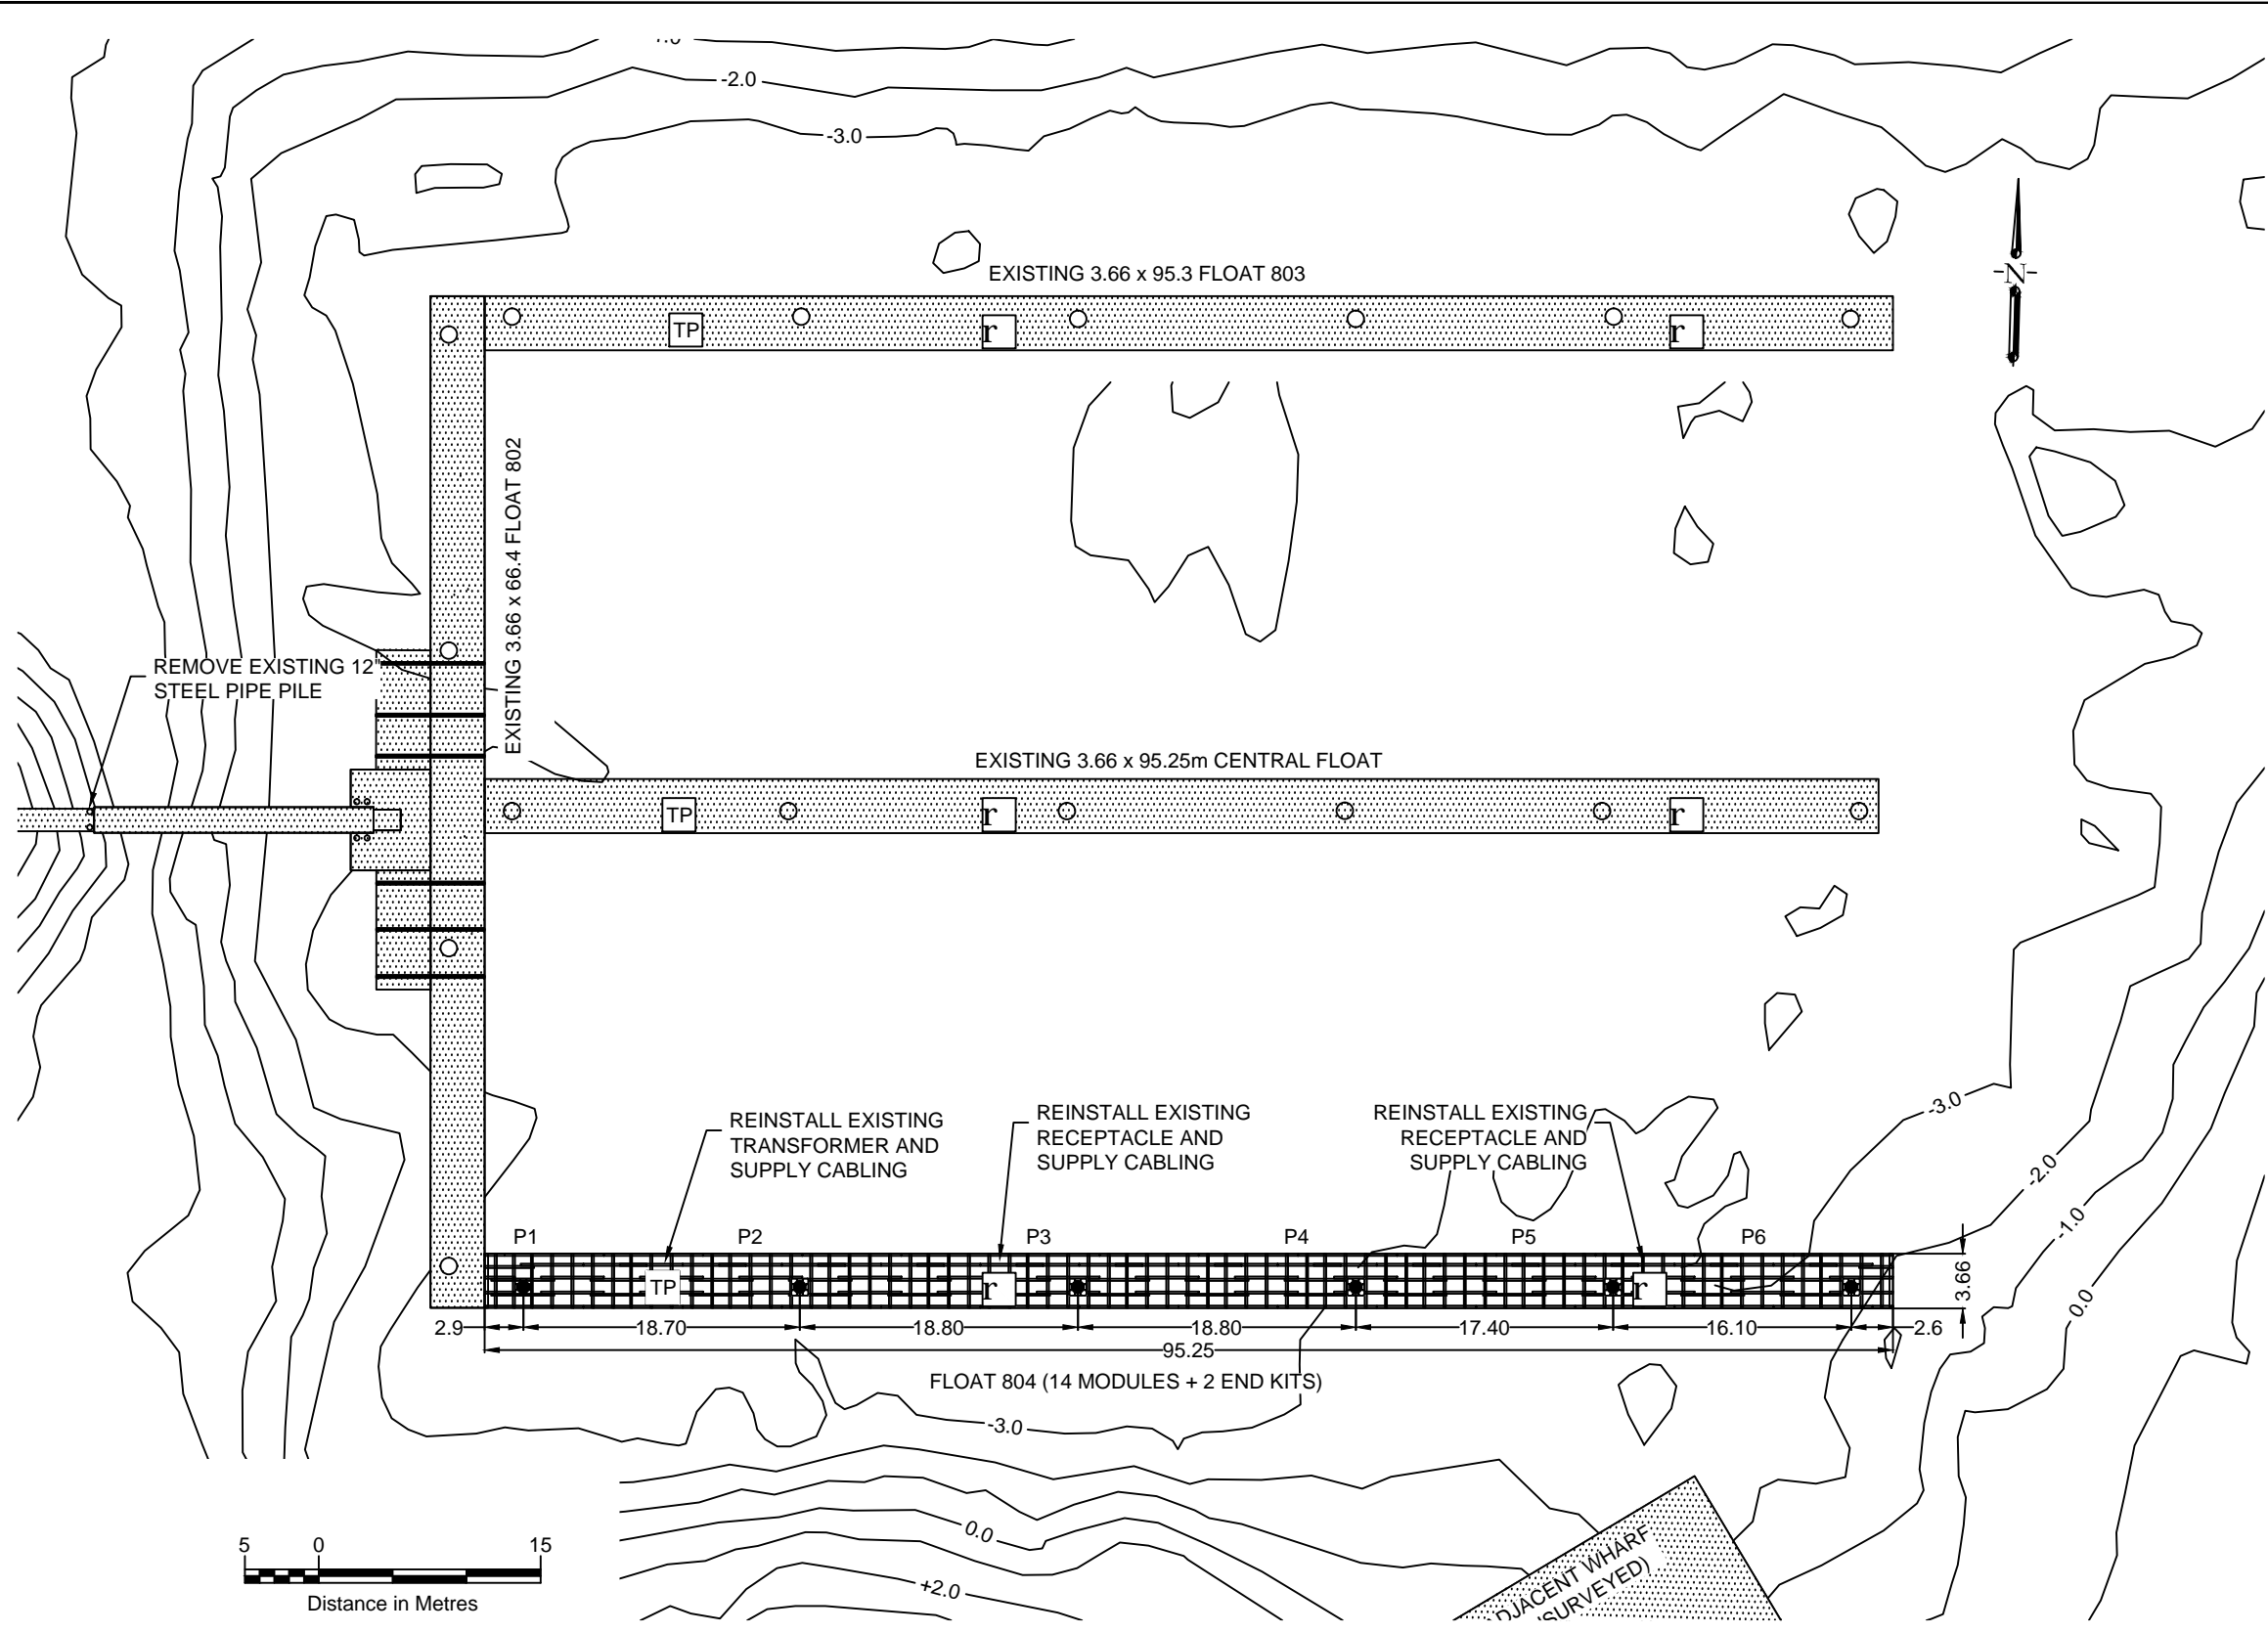 -2.0
-3.0
EXISTING 3.66 x 95.3 FLOAT 803
N
TP
r
r
EXISTING 3.66 x 66.4 FLOAT 802
REMOVE EXISTING 12"
STEEL PIPE PILE
EXISTING 3.66 x 95.25m CENTRAL FLOAT
TP
r
r
REINSTALL EXISTING
TRANSFORMER AND
SUPPLY CABLING
REINSTALL EXISTING
RECEPTACLE AND
SUPPLY CABLING
REINSTALL EXISTING
RECEPTACLE AND
SUPPLY CABLING
-3.0
-2.0
-1.0
0.0
P1 P2 P3 P4 P5 P6
TP
r
r
3.66
2.9 18.70 18.80 18.80 17.40 16.10 2.6
95.25
FLOAT 804 (14 MODULES + 2 END KITS)
-3.0
0.0
+2.0
5 0 15
Distance in Metres
WHARF